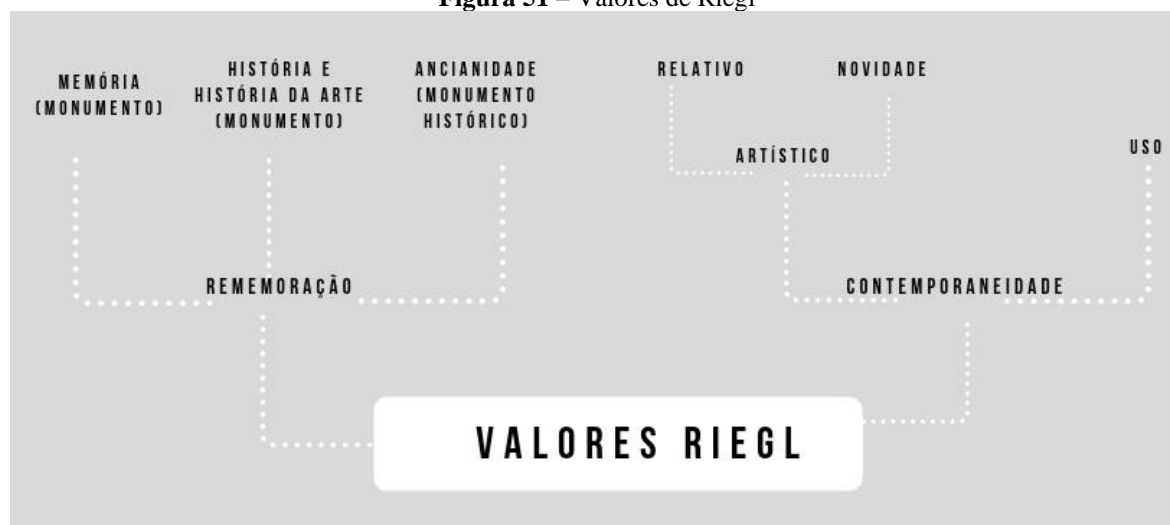 Figura 51 – Valores de Riegl
MEMÓRIA
(MONUMENTO)
HISTÓRIA E
HISTÓRIA DA ARTE
(MONUMENTO)
ANCIANIDADE
(MONUMENTO
HISTÓRICO)
RELATIVO
NOVIDADE
ARTÍSTICO
USO
REMEMORAÇÃO
CONTEMPORANEIDADE
VALORES RIEGL